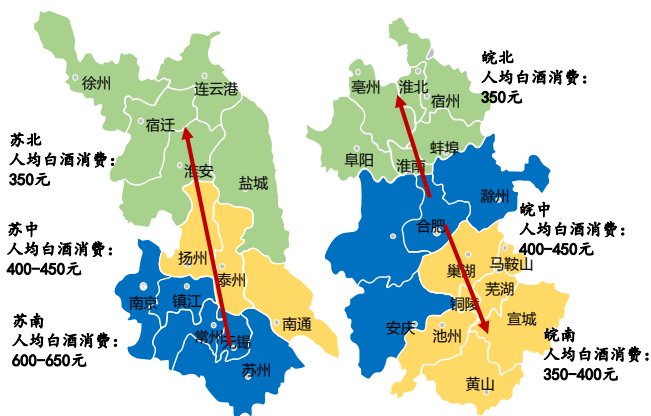 徐州
连云港
宿迁
淮安
盐城
苏北
人均白酒消费：
350元
苏中
人均白酒消费：
400-450元
扬州
泰州
南通
苏南
人均白酒消费：
600-650元
南京
镇江
常州
无锡
苏州
皖北
人均白酒消费：
350元
亳州
淮北
宿州
阜阳
蚌埠
淮南
滁州
合肥
皖中
人均白酒消费：
400-450元
巢湖
马鞍山
芜湖
铜陵
宣城
安庆
池州
黄山
皖南
人均白酒消费：
350-400元